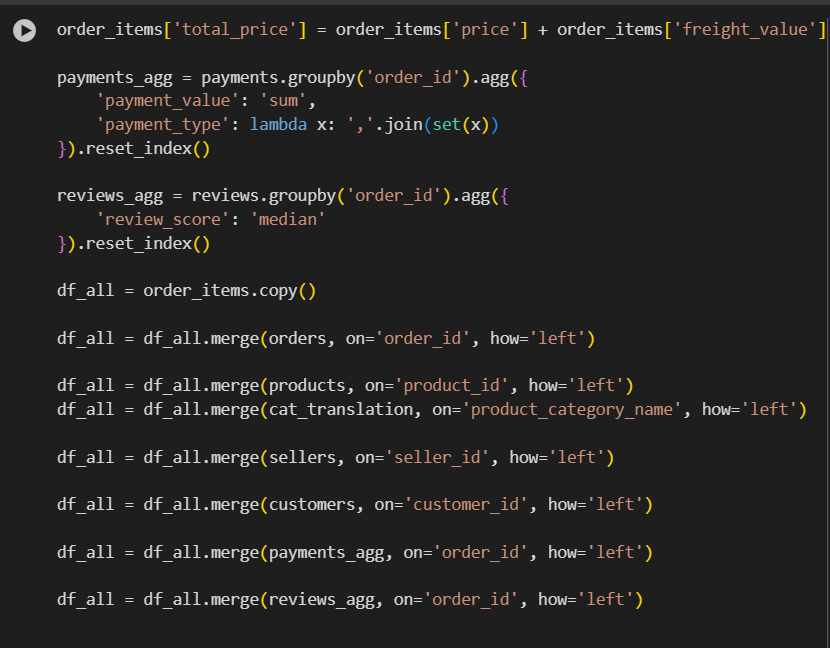 order_items['total_price'] = order_items['price'] + order_items['freight_value']
payments_agg = payments.groupby('order_id').agg({
    'payment_value': 'sum',
    'payment_type': lambda x: ','.join(set(x))
}).reset_index()
reviews_agg = reviews.groupby('order_id').agg({
    'review_score': 'median'
}).reset_index()
df_all = order_items.copy()
df_all = df_all.merge(orders, on='order_id', how='left')
df_all = df_all.merge(products, on='product_id', how='left')
df_all = df_all.merge(cat_translation, on='product_category_name', how='left')
df_all = df_all.merge(sellers, on='seller_id', how='left')
df_all = df_all.merge(customers, on='customer_id', how='left')
df_all = df_all.merge(payments_agg, on='order_id', how='left')
df_all = df_all.merge(reviews_agg, on='order_id', how='left')